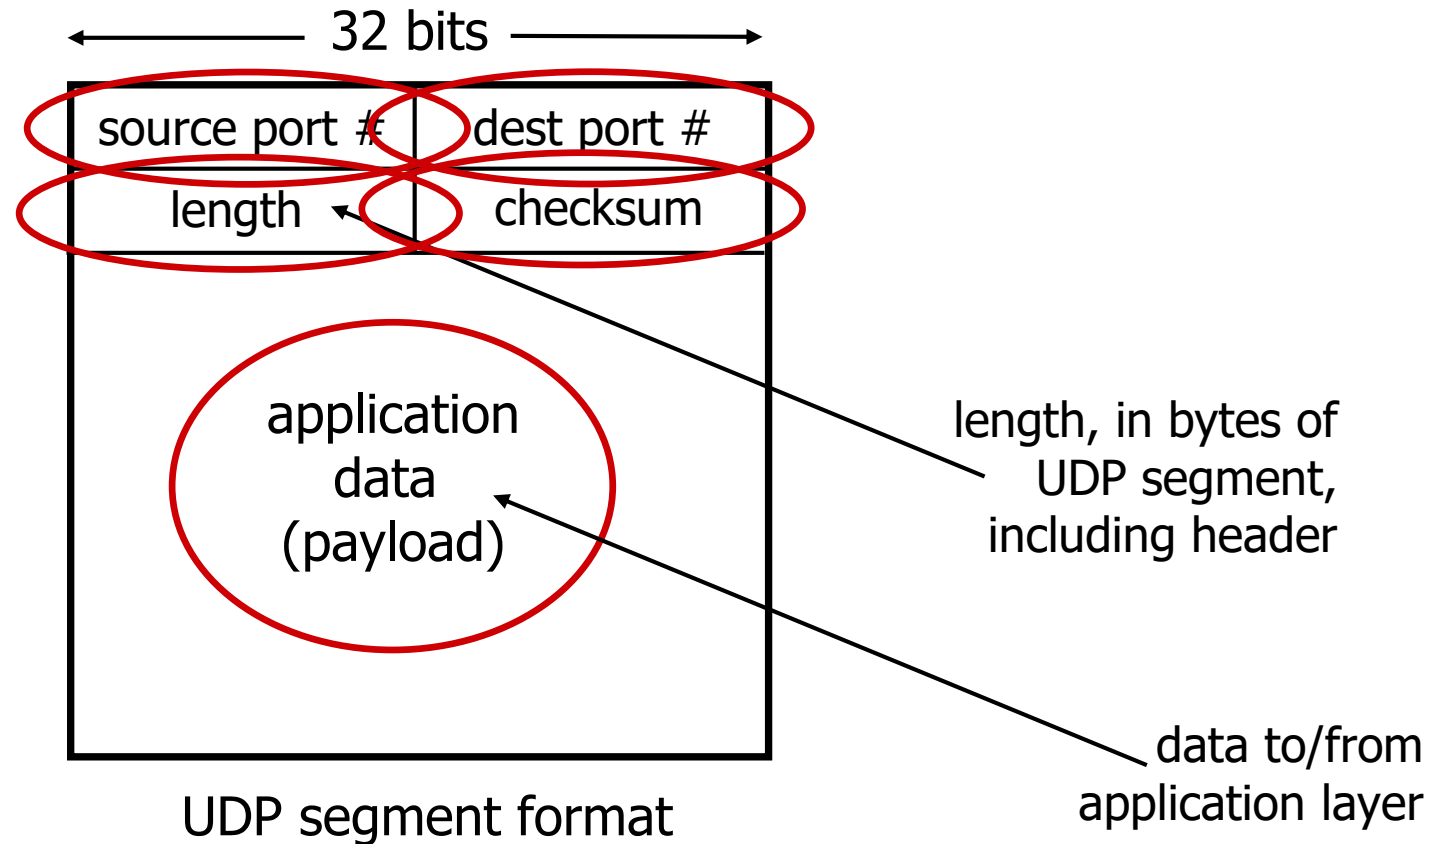 32 bits
source port # dest port #
length checksum
application
data
(payload)
length, in bytes of
UDP segment,
including header
data to/from
application layer
UDP segment format